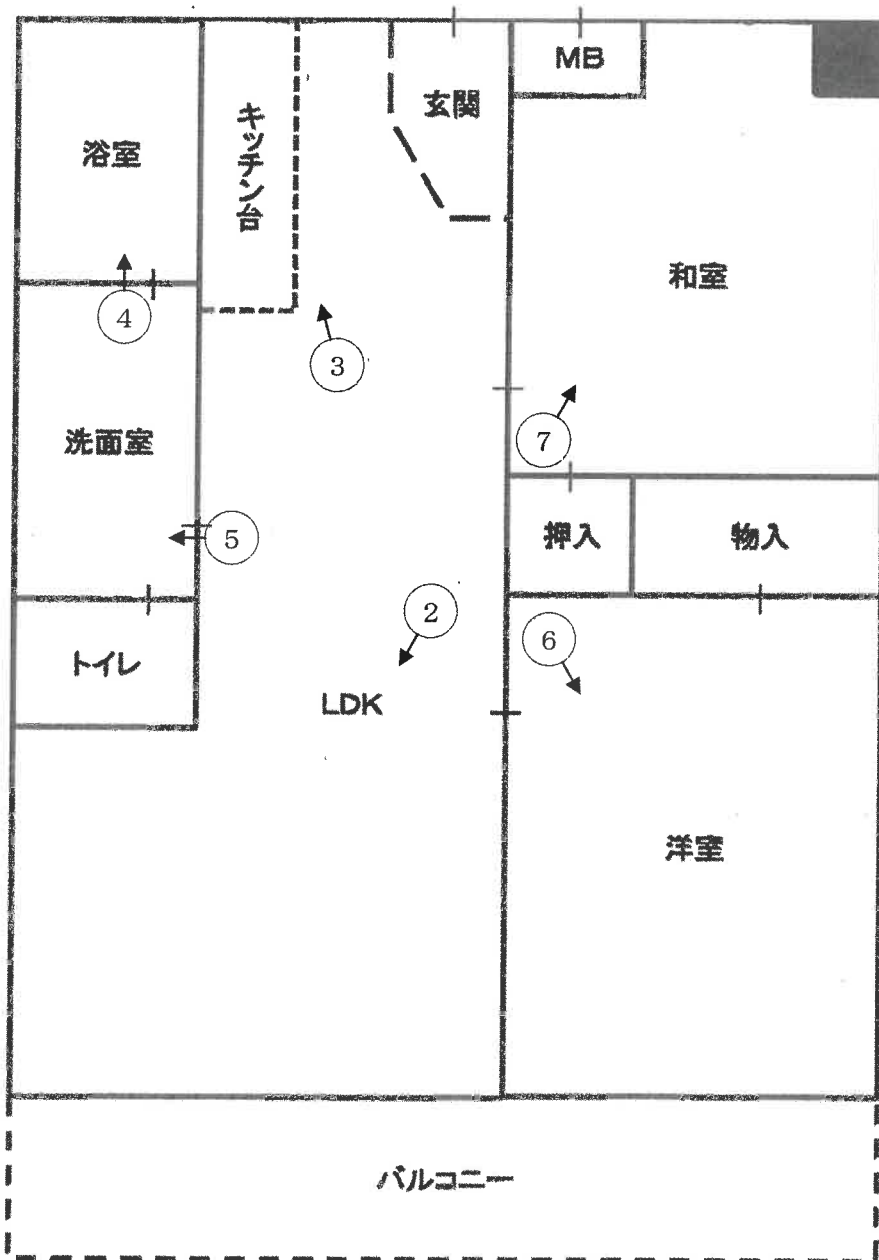 MB
玄関
キッチン台
浴室
和室
④
③
⑦
洗面室
⑤
押入
物入
②
⑥
トイレ
LDK
洋室
バルコニー